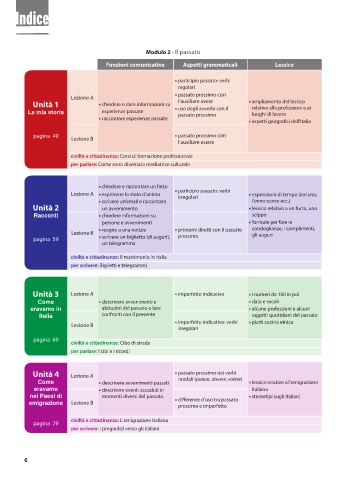 Indice
Modulo 2 - Il passato
Funzioni comunicative
Aspetti grammaticali
Lessico
Unità 1
La mia storia
pagina 49
Lezione A
Lezione B
• chiedere e dare informazioni su
esperienze passate
• raccontare esperienze passate
• participio passato: verbi
regolari
• passato prossimo con
l'ausiliare avere
• uso degli avverbi con il
passato prossimo
• passato prossimo con
l'ausiliare essere
• ampliamento del lessico
relativo alle professioni e ai
luoghi di lavoro
• aspetti geografici dell'Italia
civiltà e cittadinanza: Corsi di formazione professionale
per parlare: Come sono diventata mediatrice culturale
Unità 2
Racconti
pagina 59
Lezione A
Lezione B
• chiedere e raccontare un fatto
• esprimere lo stato d'animo
• scrivere aneddoti e raccontare
un avvenimento
• chiedere informazioni su
persone e avvenimenti
• reagire a una notizia
• scrivere un biglietto (di auguri),
un telegramma
• participio passato: verbi
irregolari
• pronomi diretti con il passato
prossimo
• espressioni di tempo (ieri/era,
l'anno scorso ecc.)
• lessico relativo a un furto, uno
scippo
• formule per fare le
condoglianze, i complimenti,
gli auguri
civiltà e cittadinanza: Il matrimonio in Italia
per scrivere: Biglietti e telegrammi
Unità 3
Come
eravamo in
Italia
pagina 69
Lezione A
Lezione B
• descrivere avvenimenti e
abitudini del passato e fare
confronti con il presente
• imperfetto indicativo
• imperfetto indicativo: verbi
irregolari
• i numeri da 100 in poi
• data e secoli
• alcune professioni e alcuni
oggetti quotidiani del passato
• piatti cucina etnica
civiltà e cittadinanza: Cibo di strada
per parlare: I cibi e i ricordi
Unità 4
Come
eravamo
nei Paesi di
emigrazione
pagina 79
Lezione A
Lezione B
• descrivere avvenimenti passati
• descrivere eventi accaduti in
momenti diversi del passato
• passato prossimo dei verbi
modali (potere, dovere, volere)
• differenze d'uso tra passato
prossimo e imperfetto
• lessico relativo all'emigrazione
italiana
• stereotipi sugli italiani
civiltà e cittadinanza: L'emigrazione italiana
per scrivere: I pregiudizi verso gli italiani
6